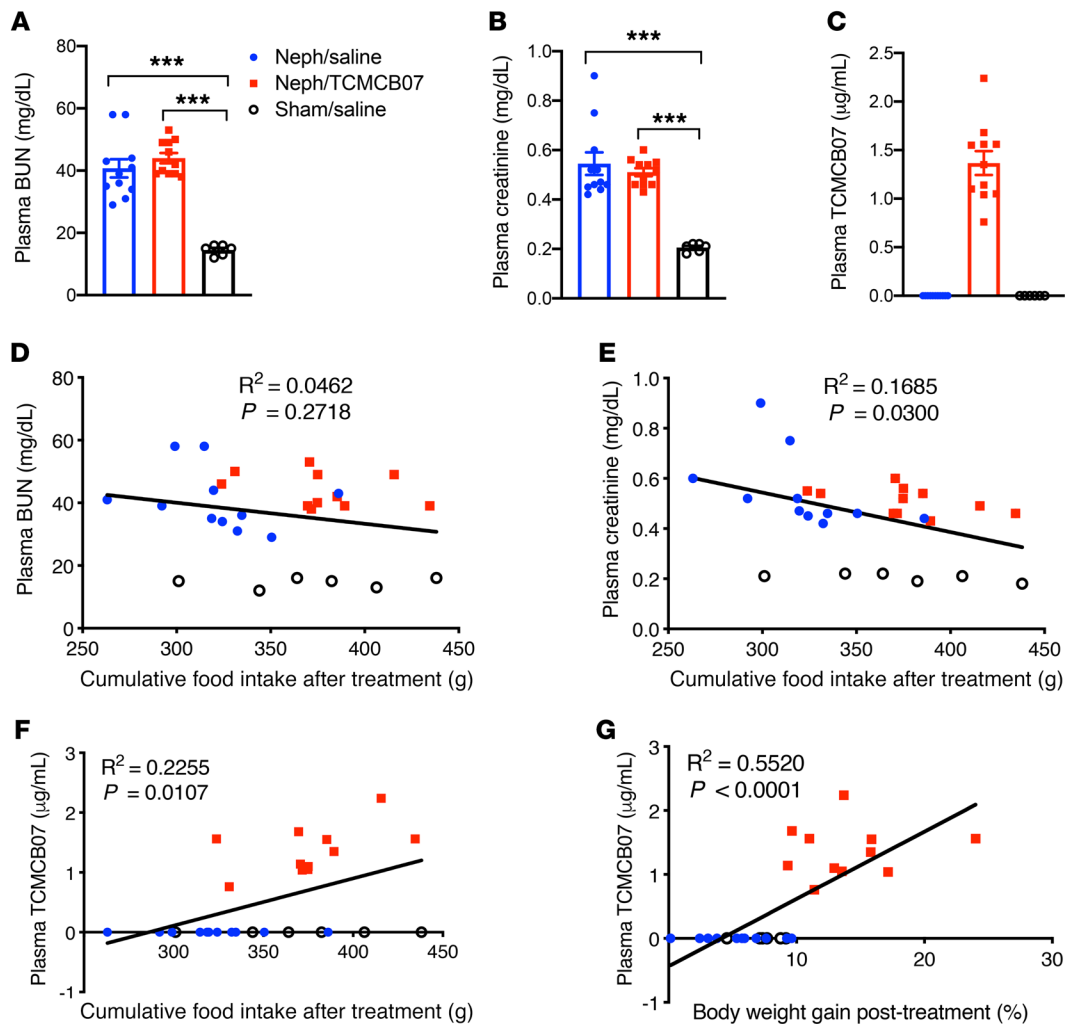 A
Plasma BUN (mg/dL)
80
60
40
20
0
***
***
Neph/saline
Neph/TCMCB07
Sham/saline
B
Plasma creatinine (mg/dL)
1.0
0.8
0.6
0.4
0.2
0.0
***
***
C
Plasma TCMCB07 (µg/mL)
2.5
2.0
1.5
1.0
0.5
0.0
D
Plasma BUN (mg/dL)
80
60
40
20
0
R² = 0.0462
P = 0.2718
250 300 350 400 450
Cumulative food intake after treatment (g)
E
Plasma creatinine (mg/dL)
1.0
0.8
0.6
0.4
0.2
0.0
R² = 0.1685
P = 0.0300
250 300 350 400 450
Cumulative food intake after treatment (g)
F
Plasma TCMCB07 (µg/mL)
3
2
1
0
-1
R² = 0.2255
P = 0.0107
300 350 400 450
Cumulative food intake after treatment (g)
G
Plasma TCMCB07 (µg/mL)
3
2
1
0
-1
R² = 0.5520
P < 0.0001
10 20 30
Body weight gain post-treatment (%)